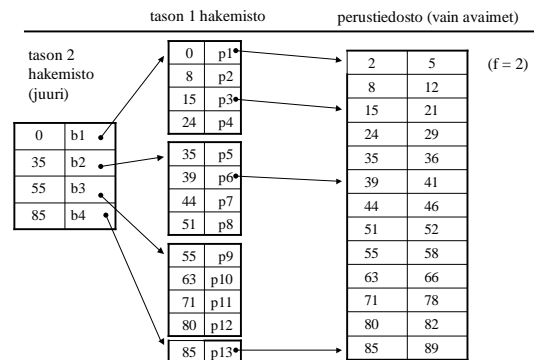 tason 1 hakemisto
perustiedosto (vain avaimet)
tason 2
hakemisto
(juuri)
0 b1
35 b2
55 b3
85 b4
0 p1
8 p2
15 p3
24 p4
35 p5
39 p6
44 p7
51 p8
55 p9
63 p10
71 p11
80 p12
85 p13
2 5
8 12
15 21
24 29
35 36
39 41
44 46
51 52
55 58
63 66
71 78
80 82
85 89
(f = 2)